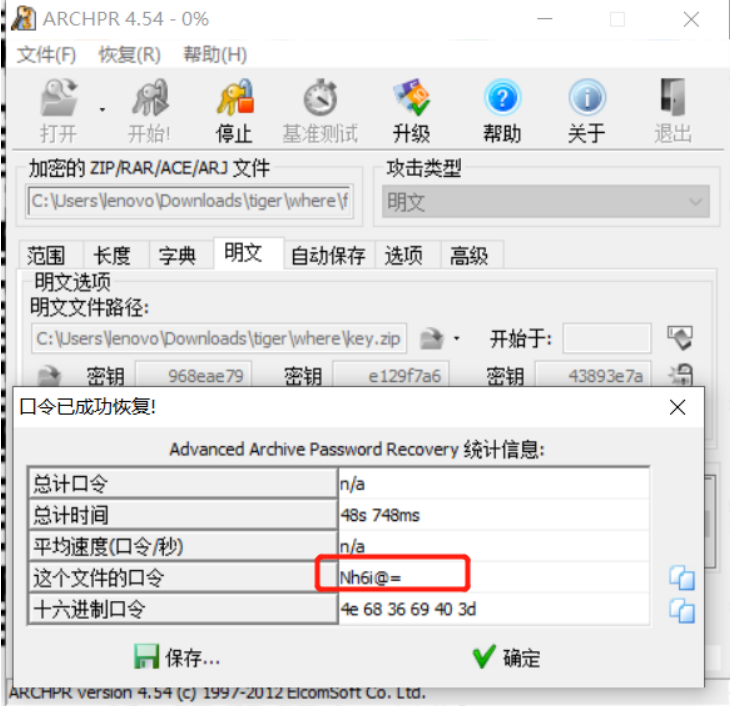 ARCHPR 4.54 - 0%
文件(F) 恢复(R) 帮助(H)
打开 开始! 停止 基准测试 升级 帮助 关于 退出
加密的 ZIP/RAR/ACE/ARJ 文件 攻击类型
C:\Users\lenovo\Downloads\tiger\where\f 明文
范围 长度 字典 明文 自动保存 选项 高级
明文选项
明文文件路径:
C:\Users\lenovo\Downloads\tiger\where\key.zip 开始于:
密钥 968eae79 密钥 e129f7a6 密钥 43893e7a
口令已成功恢复!
Advanced Archive Password Recovery 统计信息:
总计口令 n/a
总计时间 48s 748ms
平均速度(口令/秒) n/a
这个文件的口令 Nh6i@=
十六进制口令 4e 68 36 69 40 3d
保存... 确定
ARCHPR version 4.54 (c) 1997-2012 ElcomSoft Co. Ltd.